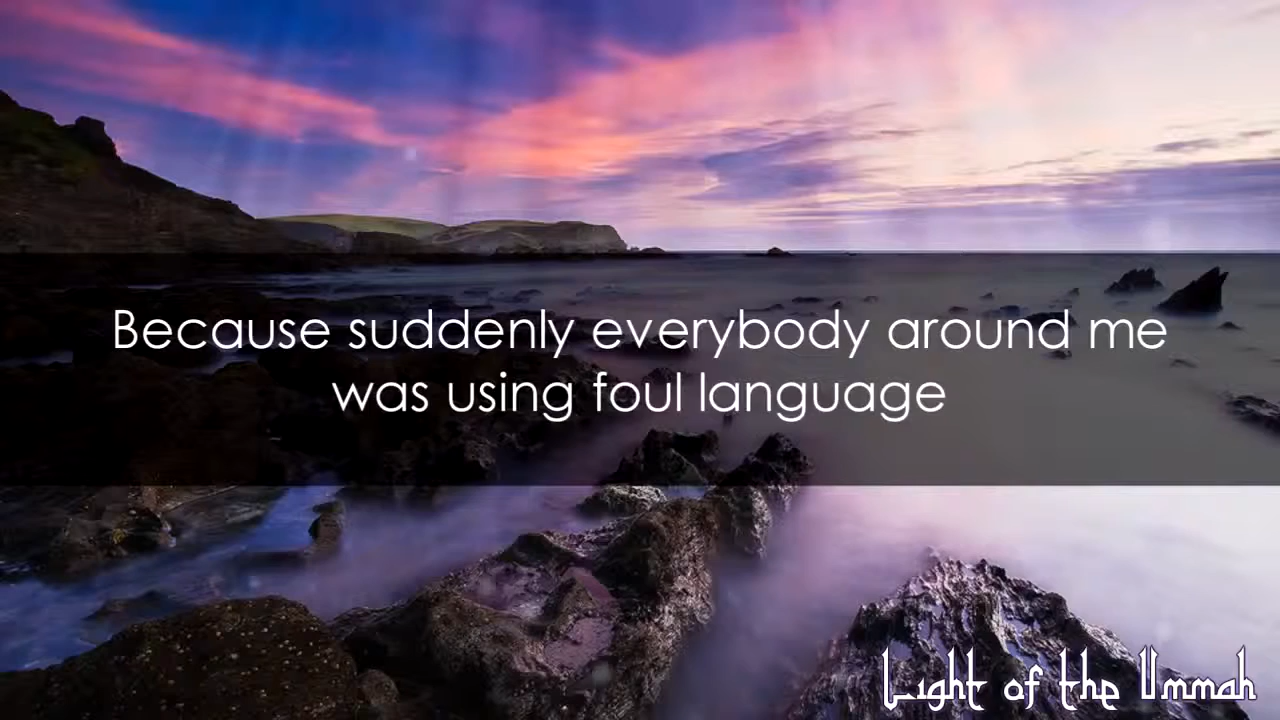 Because suddenly everybody around me
was using foul language
Light of the Ummah